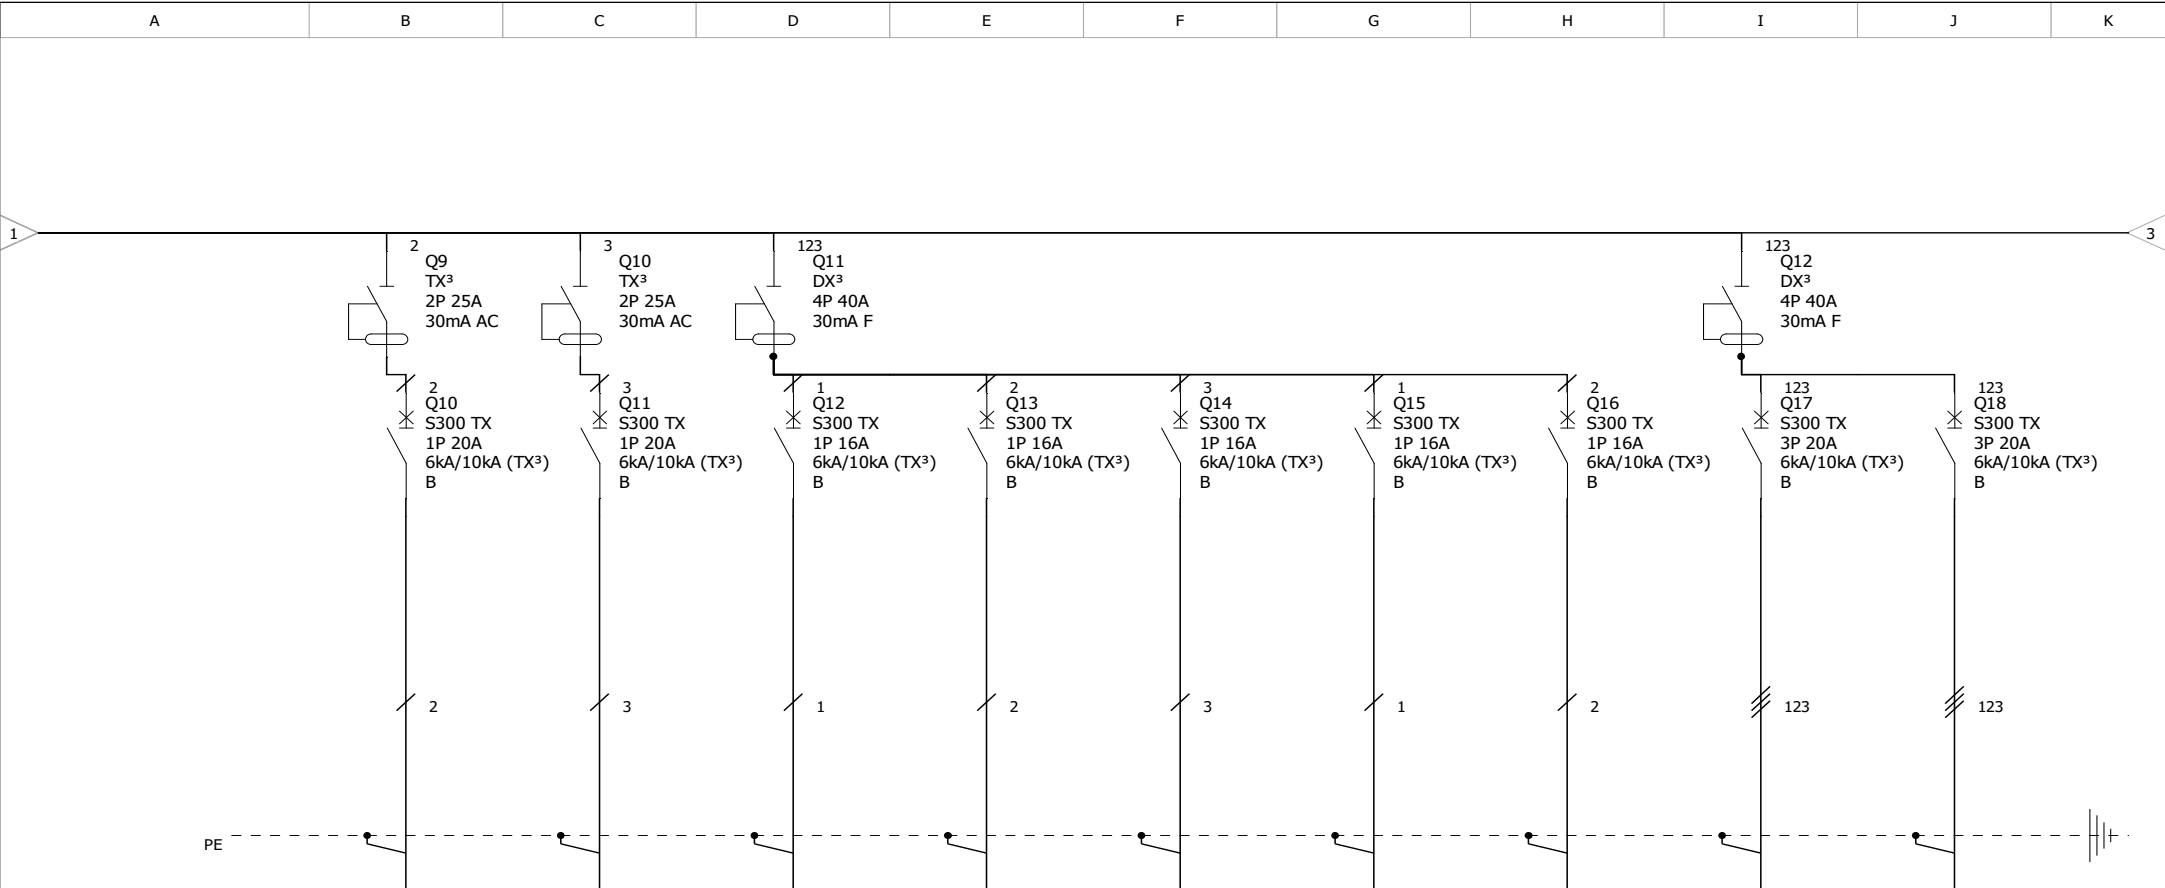 A B C D E F G H I J K
1 3
2 3 123 123
Q9
TX³
2P 25A
30mA AC
Q10
TX³
2P 25A
30mA AC
Q11
DX³
4P 40A
30mA F
Q12
DX³
4P 40A
30mA F
2
Q10
S300 TX
1P 20A
6kA/10kA (TX³)
B
3
Q11
S300 TX
1P 20A
6kA/10kA (TX³)
B
1
Q12
S300 TX
1P 16A
6kA/10kA (TX³)
B
2
Q13
S300 TX
1P 16A
6kA/10kA (TX³)
B
3
Q14
S300 TX
1P 16A
6kA/10kA (TX³)
B
1
Q15
S300 TX
1P 16A
6kA/10kA (TX³)
B
2
Q16
S300 TX
1P 16A
6kA/10kA (TX³)
B
123
Q17
S300 TX
3P 20A
6kA/10kA (TX³)
B
123
Q18
S300 TX
3P 20A
6kA/10kA (TX³)
B
2 3 1 2 3 1 2 123 123
PE